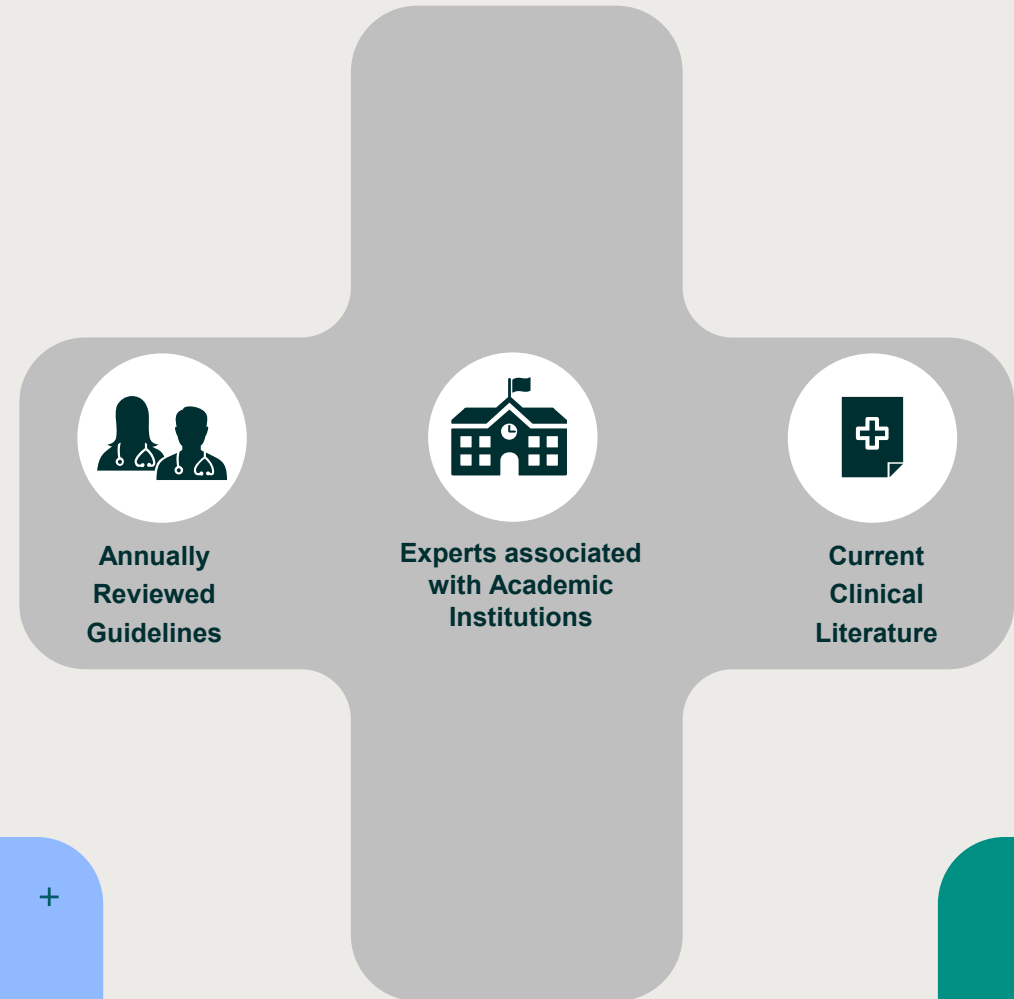 Annually
Reviewed
Guidelines
Experts associated
with Academic
Institutions
Current
Clinical
Literature
+